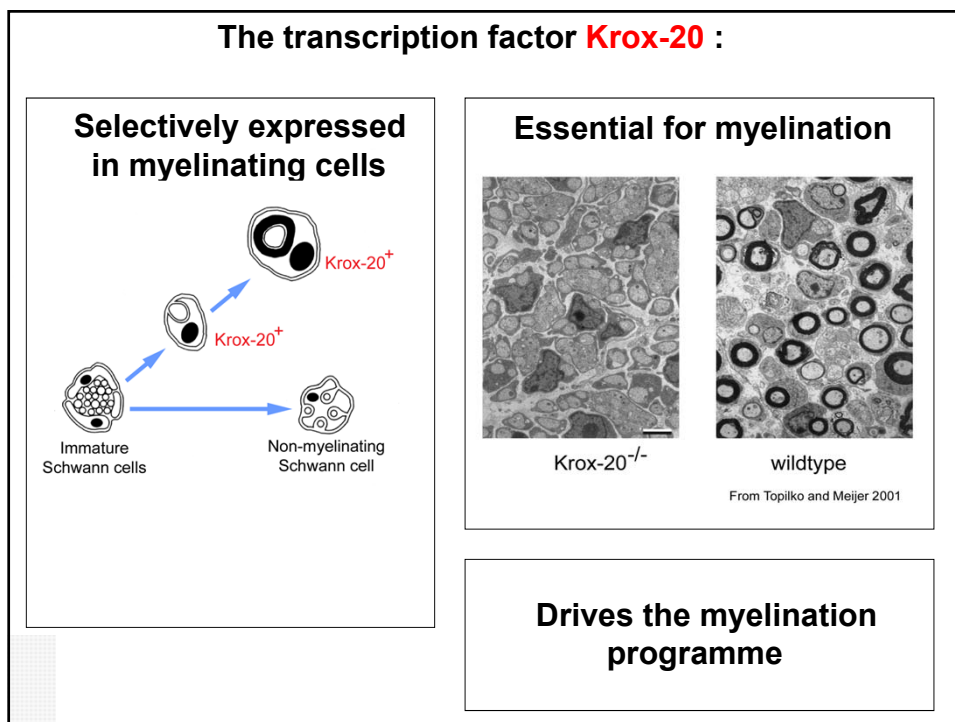 The transcription factor Krox-20 :
Selectively expressed
in myelinating cells
Krox-20+
Krox-20+
Immature
Schwann cells
Non-myelinating
Schwann cell
Essential for myelination
Krox-20-/-
wildtype
From Topilko and Meijer 2001
Drives the myelination
programme